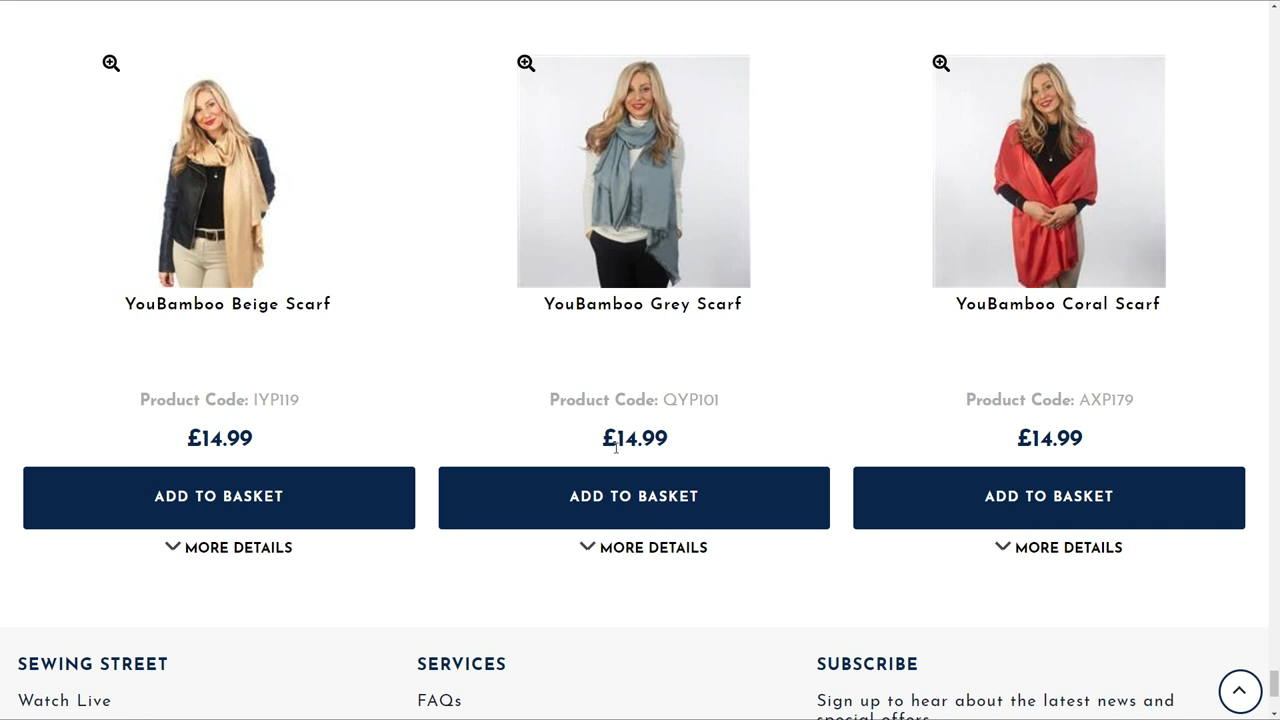 YouBamboo Beige Scarf
YouBamboo Grey Scarf
YouBamboo Coral Scarf
Product Code: IYP119
Product Code: QYP101
Product Code: AXP179
£14.99
£14.99
£14.99
ADD TO BASKET
ADD TO BASKET
ADD TO BASKET
MORE DETAILS
MORE DETAILS
MORE DETAILS
SEWING STREET
SERVICES
SUBSCRIBE
Watch Live
FAQs
Sign up to hear about the latest news and
special offers